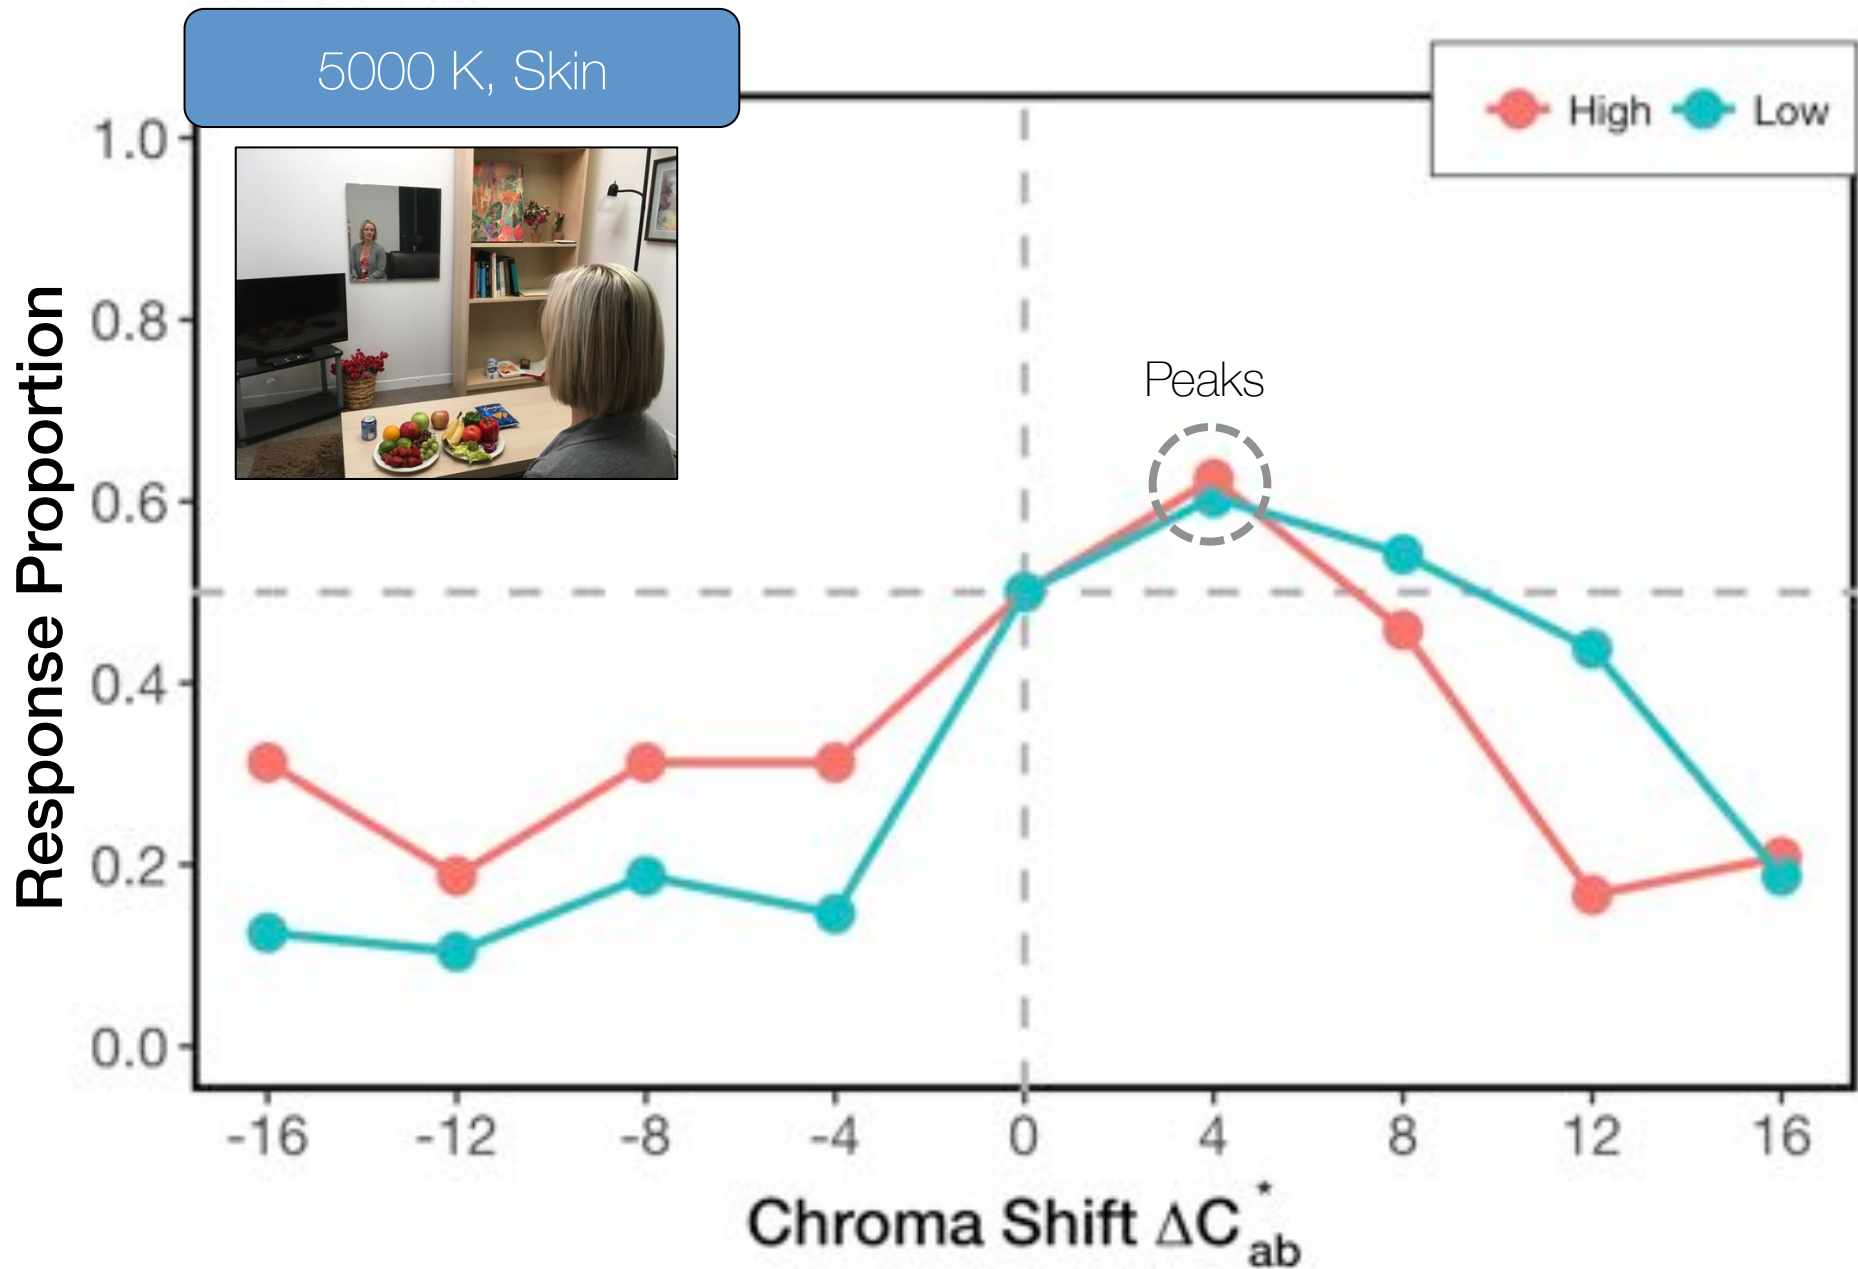 5000 K, Skin
High Low
1.0
0.8
0.6
0.4
0.2
0.0
Response Proportion
Peaks
-16 -12 -8 -4 0 4 8 12 16
Chroma Shift ΔC*ab